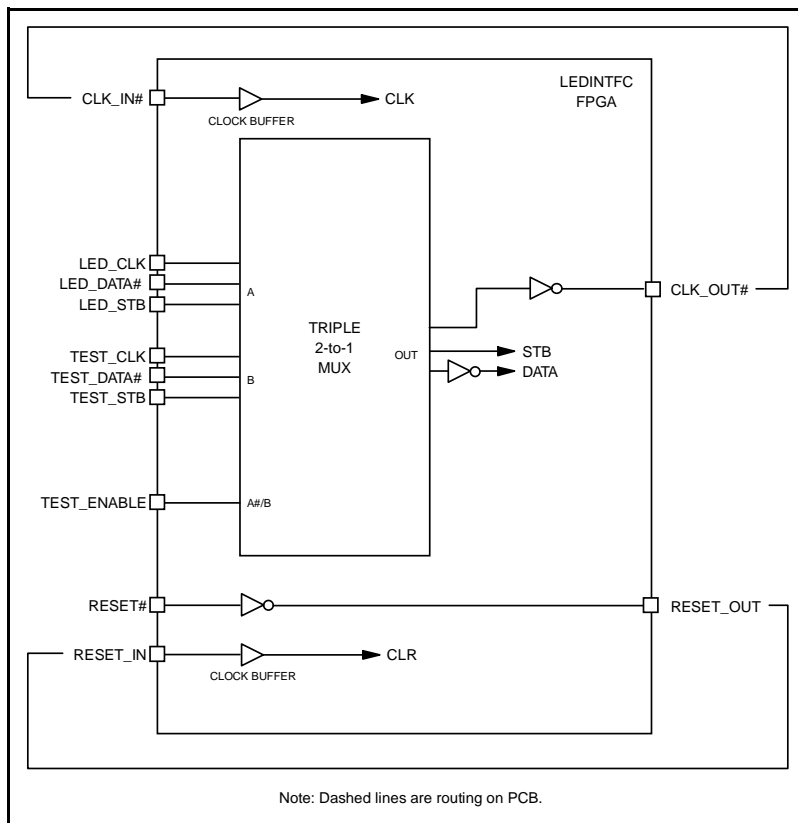 LEDINTFC
FPGA
CLK_IN#
CLK
CLOCK BUFFER
LED_CLK
LED_DATA#
LED_STB
A
CLK_OUT#
TRIPLE
2-to-1
MUX
TEST_CLK
TEST_DATA#
TEST_STB
B
OUT
STB
DATA
TEST_ENABLE
A#/B
RESET#
RESET_OUT
RESET_IN
CLR
CLOCK BUFFER
Note: Dashed lines are routing on PCB.